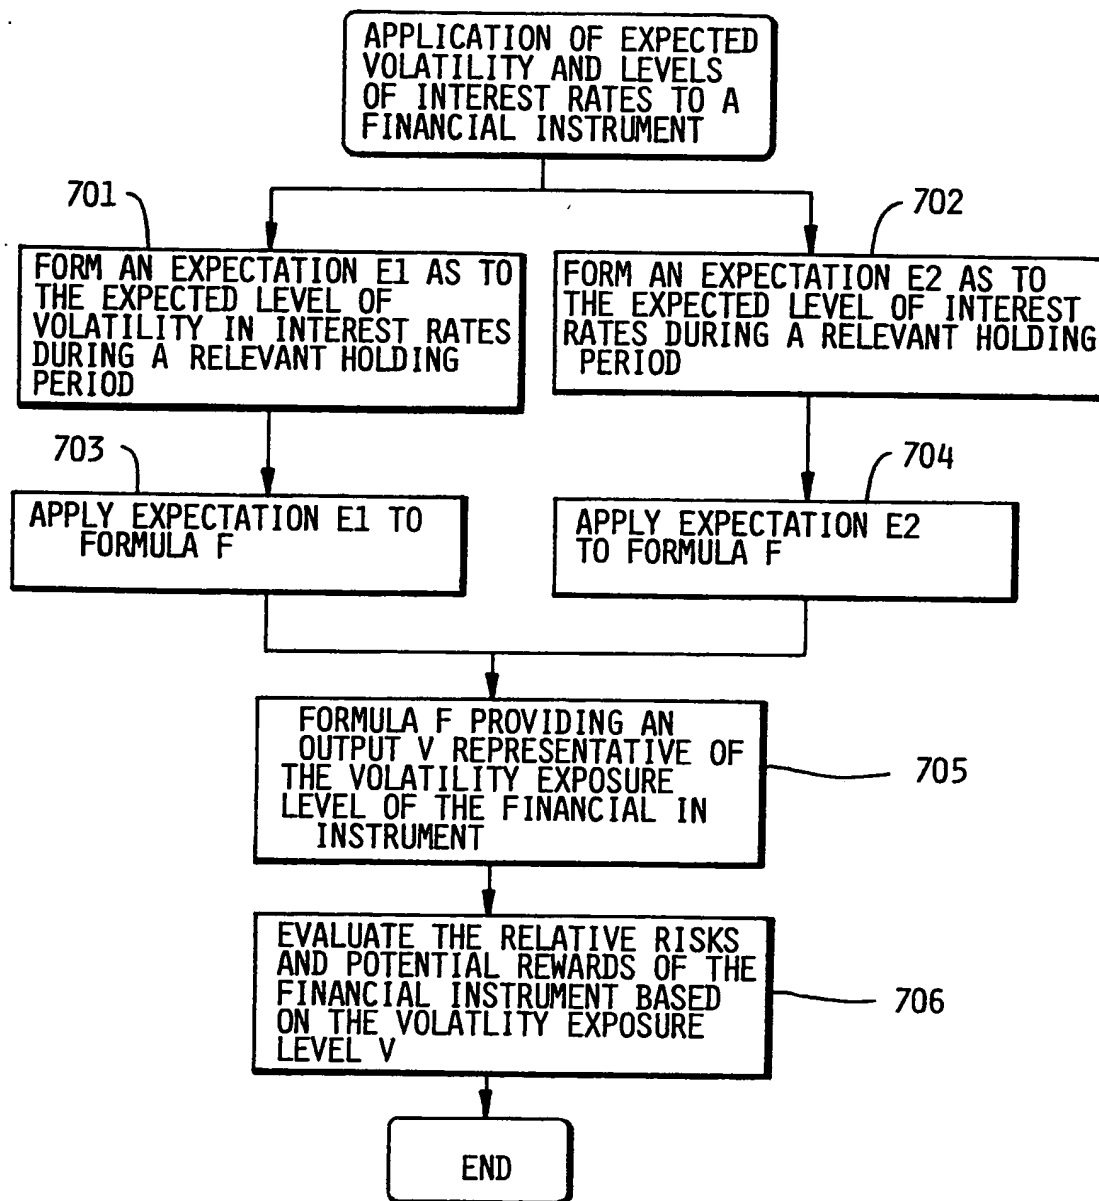 APPLICATION OF EXPECTED
VOLATILITY AND LEVELS
OF INTEREST RATES TO A
FINANCIAL INSTRUMENT
701
702
FORM AN EXPECTATION E1 AS TO
THE EXPECTED LEVEL OF
VOLATILITY IN INTEREST RATES
DURING A RELEVANT HOLDING
PERIOD
FORM AN EXPECTATION E2 AS TO
THE EXPECTED LEVEL OF INTEREST
RATES DURING A RELEVANT HOLDING
PERIOD
703
704
APPLY EXPECTATION E1 TO
FORMULA F
APPLY EXPECTATION E2
TO FORMULA F
FORMULA F PROVIDING AN
OUTPUT V REPRESENTATIVE OF
THE VOLATILITY EXPOSURE
LEVEL OF THE FINANCIAL IN
INSTRUMENT
705
EVALUATE THE RELATIVE RISKS
AND POTENTIAL REWARDS OF THE
FINANCIAL INSTRUMENT BASED
ON THE VOLATLITY EXPOSURE
LEVEL V
706
END